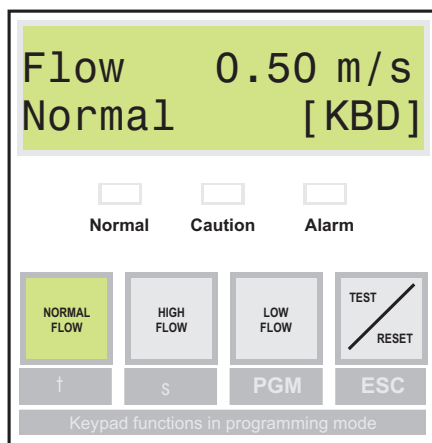 Flow 0.50 m/s
Normal [KBD]
Normal Caution Alarm
NORMAL FLOW
HIGH FLOW
LOW FLOW
TEST / RESET
† s PGM ESC
Keypad functions in programming mode